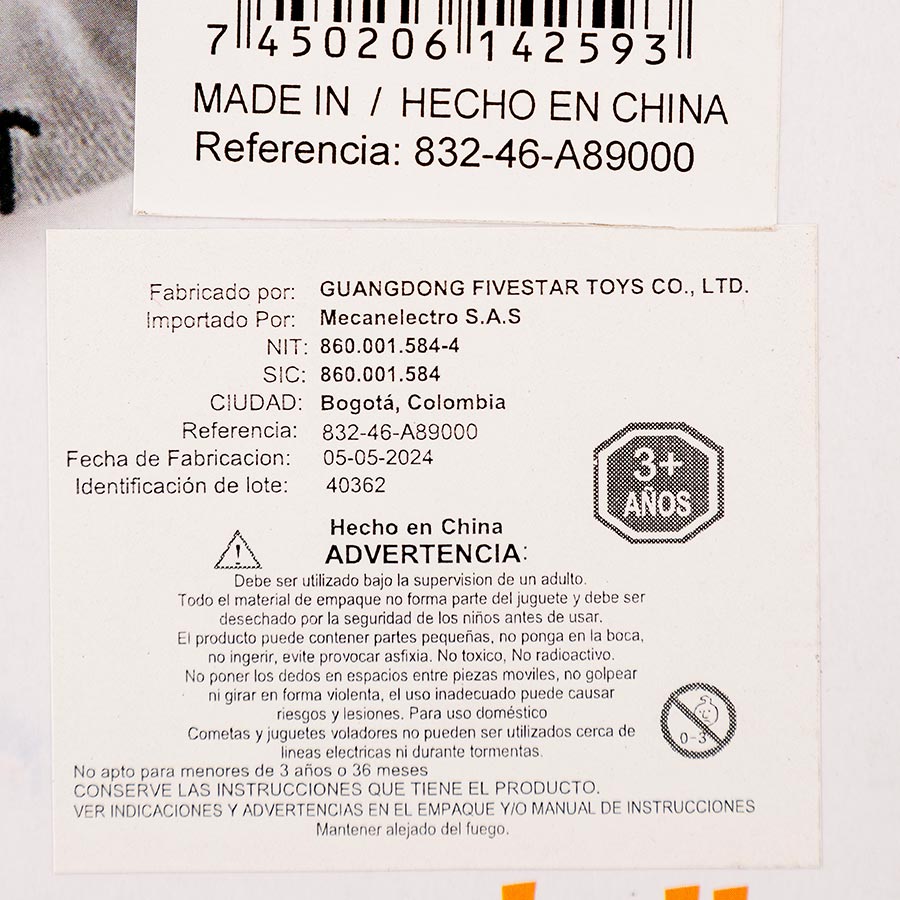 7 450206 142593
MADE IN / HECHO EN CHINA
Referencia: 832-46-A89000
Fabricado por: GUANGDONG FIVESTAR TOYS CO., LTD.
Importado Por: Mecanelectro S.A.S
NIT: 860.001.584-4
SIC: 860.001.584
CIUDAD: Bogotá, Colombia
Referencia: 832-46-A89000
Fecha de Fabricacion: 05-05-2024
Identificación de lote: 40362
3+
AÑOS
Hecho en China
ADVERTENCIA:
Debe ser utilizado bajo la supervision de un adulto.
Todo el material de empaque no forma parte del juguete y debe ser
desechado por la seguridad de los niños antes de usar.
El producto puede contener partes pequeñas, no ponga en la boca,
no ingerir, evite provocar asfixia. No toxico, No radioactivo.
No poner los dedos en espacios entre piezas moviles, no golpear
ni girar en forma violenta, el uso inadecuado puede causar
riesgos y lesiones. Para uso doméstico
Cometas y juguetes voladores no pueden ser utilizados cerca de
lineas electricas ni durante tormentas.
0-3
No apto para menores de 3 años o 36 meses
CONSERVE LAS INSTRUCCIONES QUE TIENE EL PRODUCTO.
VER INDICACIONES Y ADVERTENCIAS EN EL EMPAQUE Y/O MANUAL DE INSTRUCCIONES
Mantener alejado del fuego.